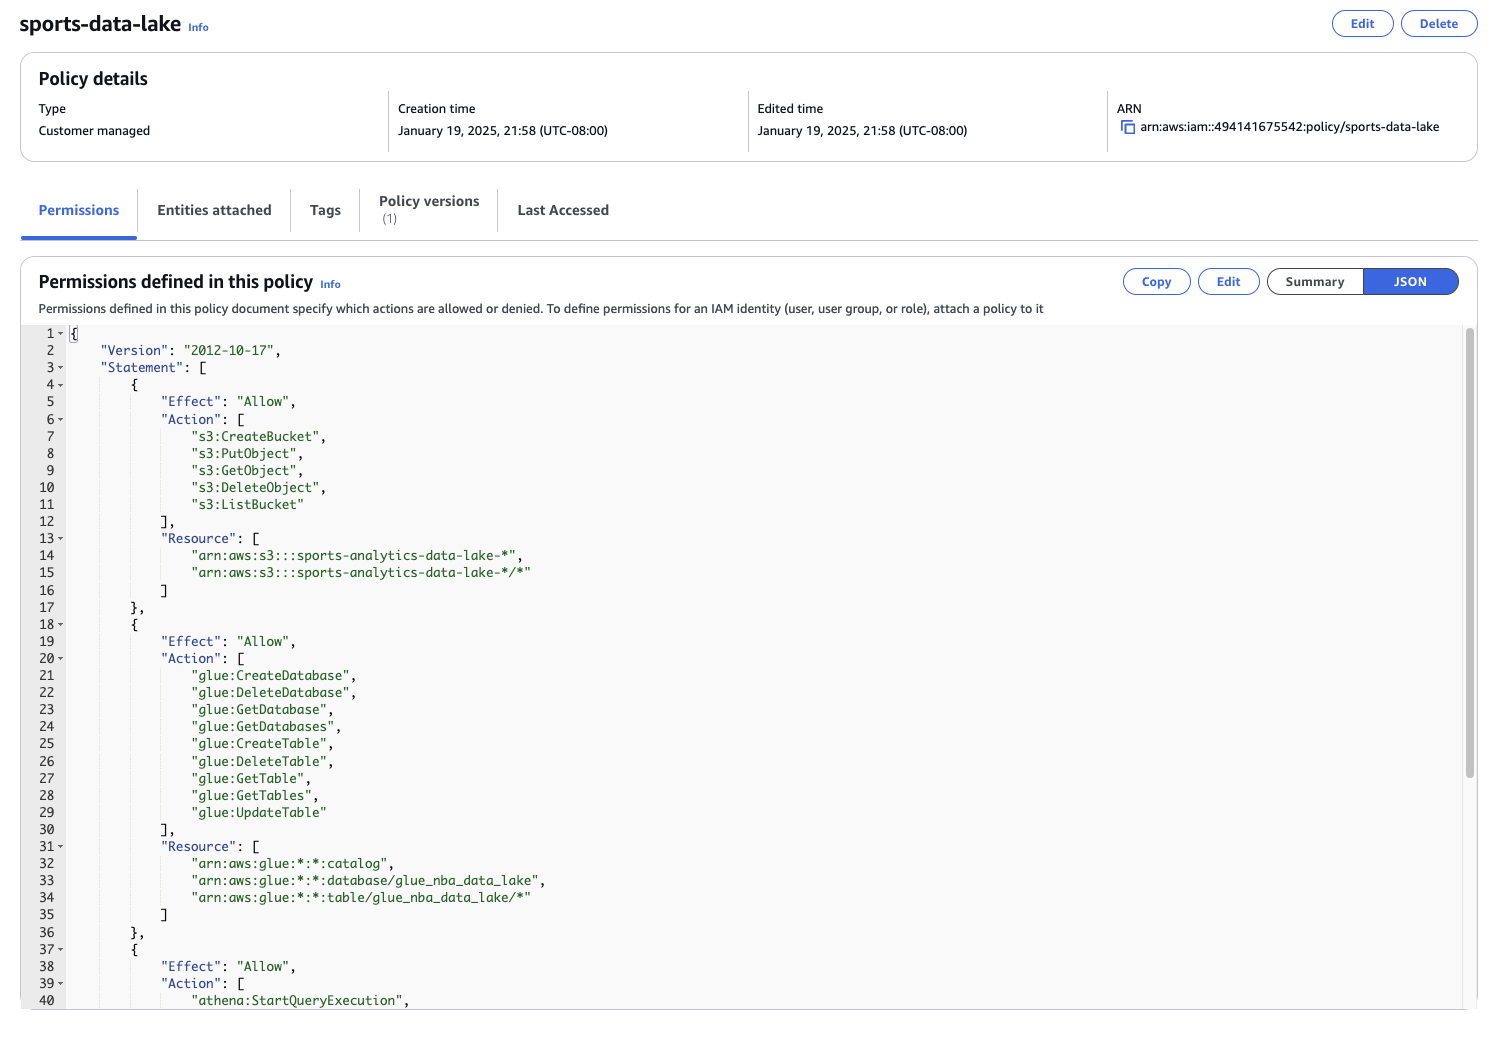 sports-data-lake Info
Edit
Delete
Policy details
Type
Customer managed
Creation time
January 19, 2025, 21:58 (UTC-08:00)
Edited time
January 19, 2025, 21:58 (UTC-08:00)
ARN
arn:aws:iam::494141675542:policy/sports-data-lake
Permissions
Entities attached
Tags
Policy versions
(1)
Last Accessed
Permissions defined in this policy Info
Copy
Edit
Summary
JSON
Permissions defined in this policy document specify which actions are allowed or denied. To define permissions for an IAM identity (user, user group, or role), attach a policy to it
1 {
2     "Version": "2012-10-17",
3     "Statement": [
4         {
5             "Effect": "Allow",
6             "Action": [
7                 "s3:CreateBucket",
8                 "s3:PutObject",
9                 "s3:GetObject",
10                 "s3:DeleteObject",
11                 "s3:ListBucket"
12             ],
13             "Resource": [
14                 "arn:aws:s3:::sports-analytics-data-lake-*",
15                 "arn:aws:s3:::sports-analytics-data-lake-*/*"
16             ]
17         },
18         {
19             "Effect": "Allow",
20             "Action": [
21                 "glue:CreateDatabase",
22                 "glue:DeleteDatabase",
23                 "glue:GetDatabase",
24                 "glue:GetDatabases",
25                 "glue:CreateTable",
26                 "glue:DeleteTable",
27                 "glue:GetTable",
28                 "glue:GetTables",
29                 "glue:UpdateTable"
30             ],
31             "Resource": [
32                 "arn:aws:glue:*:*:catalog",
33                 "arn:aws:glue:*:*:database/glue_nba_data_lake",
34                 "arn:aws:glue:*:*:table/glue_nba_data_lake/*"
35             ]
36         },
37         {
38             "Effect": "Allow",
39             "Action": [
40                 "athena:StartQueryExecution",